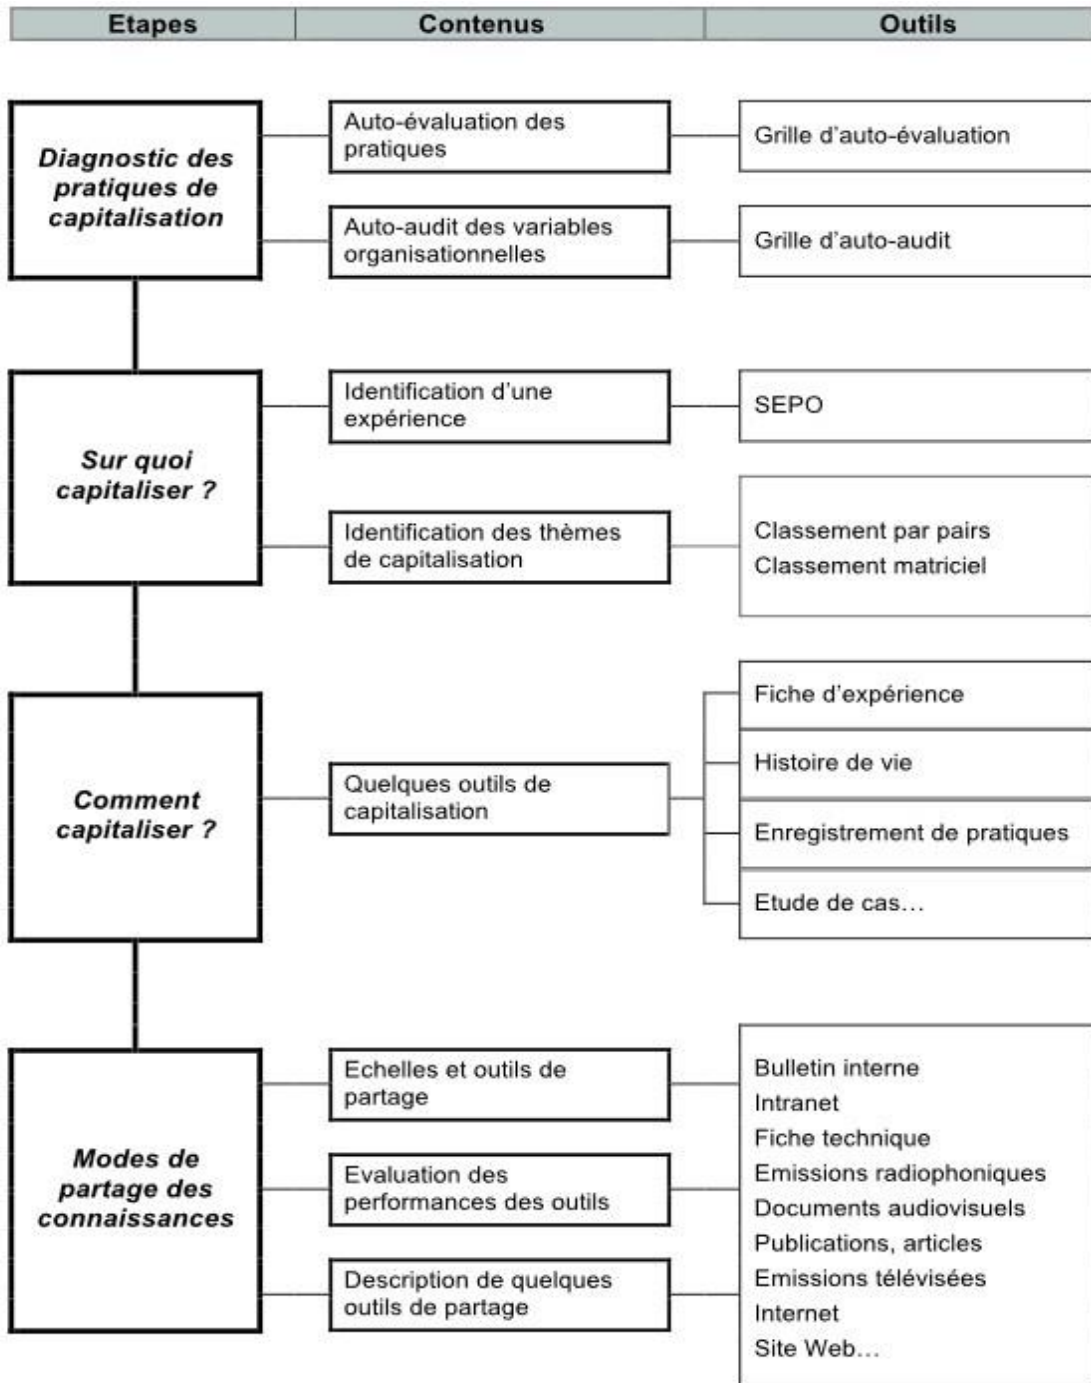 Etapes Contenus Outils
Diagnostic des
pratiques de
capitalisation
Auto-évaluation des
pratiques
Grille d'auto-évaluation
Auto-audit des variables
organisationnelles
Grille d'auto-audit
Sur quoi
capitaliser ?
Identification d'une
expérience
SEPO
Identification des thèmes
de capitalisation
Classement par pairs
Classement matriciel
Comment
capitaliser ?
Quelques outils de
capitalisation
Fiche d'expérience
Histoire de vie
Enregistrement de pratiques
Etude de cas…
Modes de
partage des
connaissances
Echelles et outils de
partage
Evaluation des
performances des outils
Description de quelques
outils de partage
Bulletin interne
Intranet
Fiche technique
Emissions radiophoniques
Documents audiovisuels
Publications, articles
Emissions télévisées
Internet
Site Web…